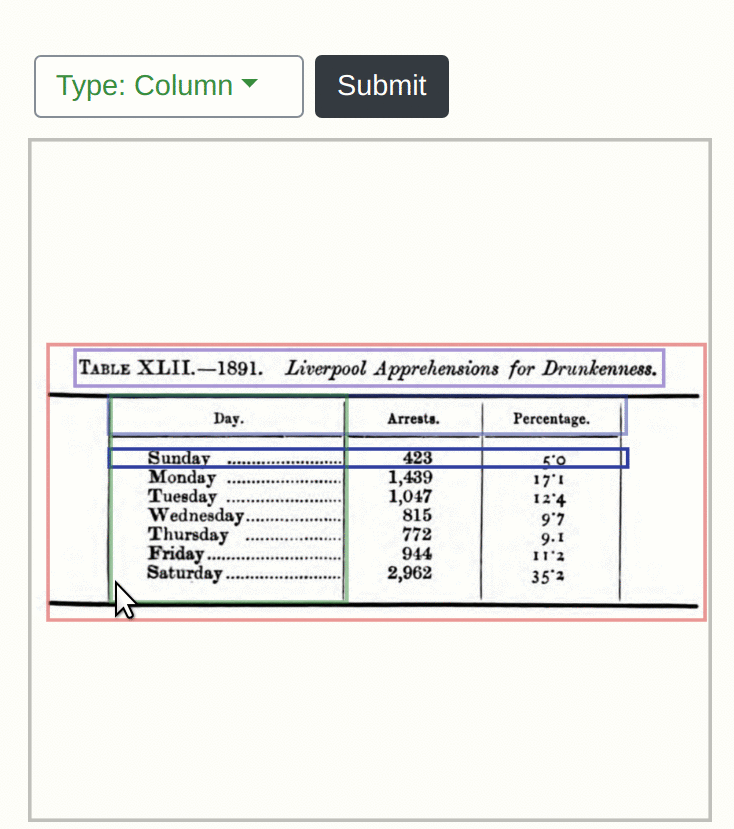 Type: Column
Submit
TABLE XLII.—1891. Liverpool Apprehensions for Drunkenness.
Day. Arrests. Percentage.
Sunday ........................ 423 5·0
Monday ........................ 1,439 17·1
Tuesday ........................ 1,047 12·4
Wednesday.................... 815 9·7
Thursday .................... 772 9.1
Friday............................ 944 11·2
Saturday........................ 2,962 35·2